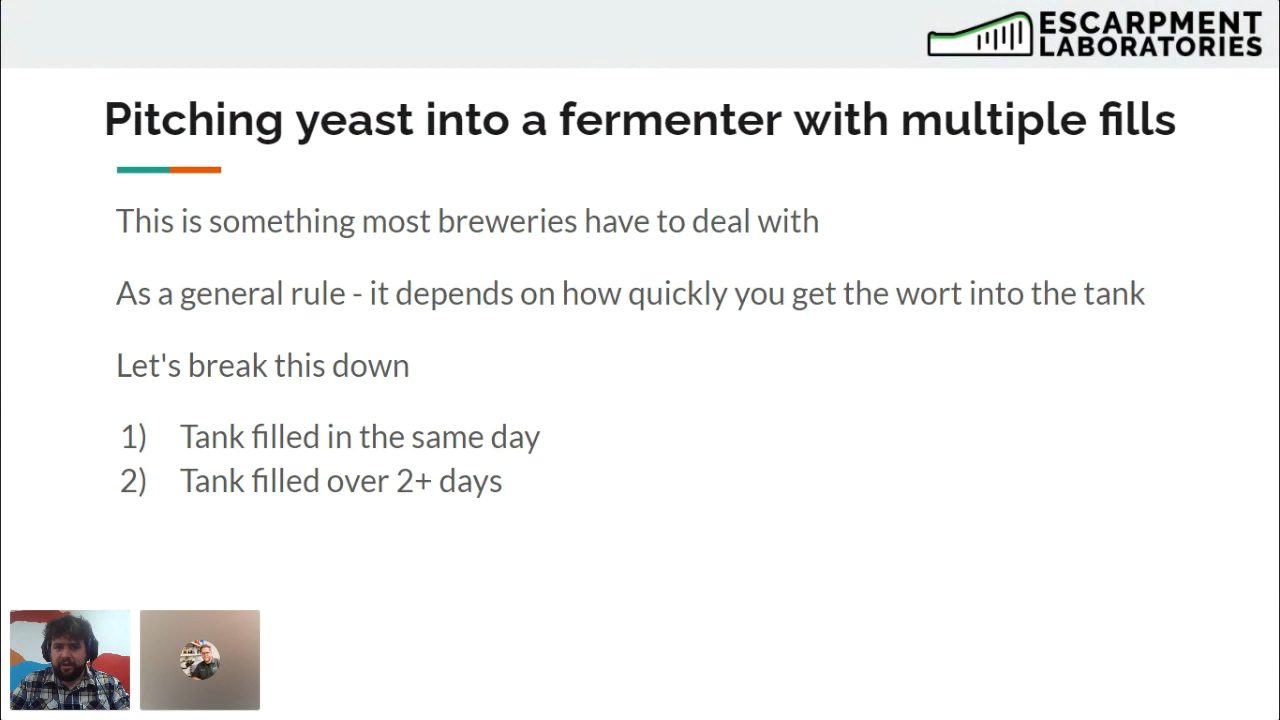 ESCARPMENT
LABORATORIES
Pitching yeast into a fermenter with multiple fills
This is something most breweries have to deal with
As a general rule - it depends on how quickly you get the wort into the tank
Let's break this down
1) Tank filled in the same day
2) Tank filled over 2+ days